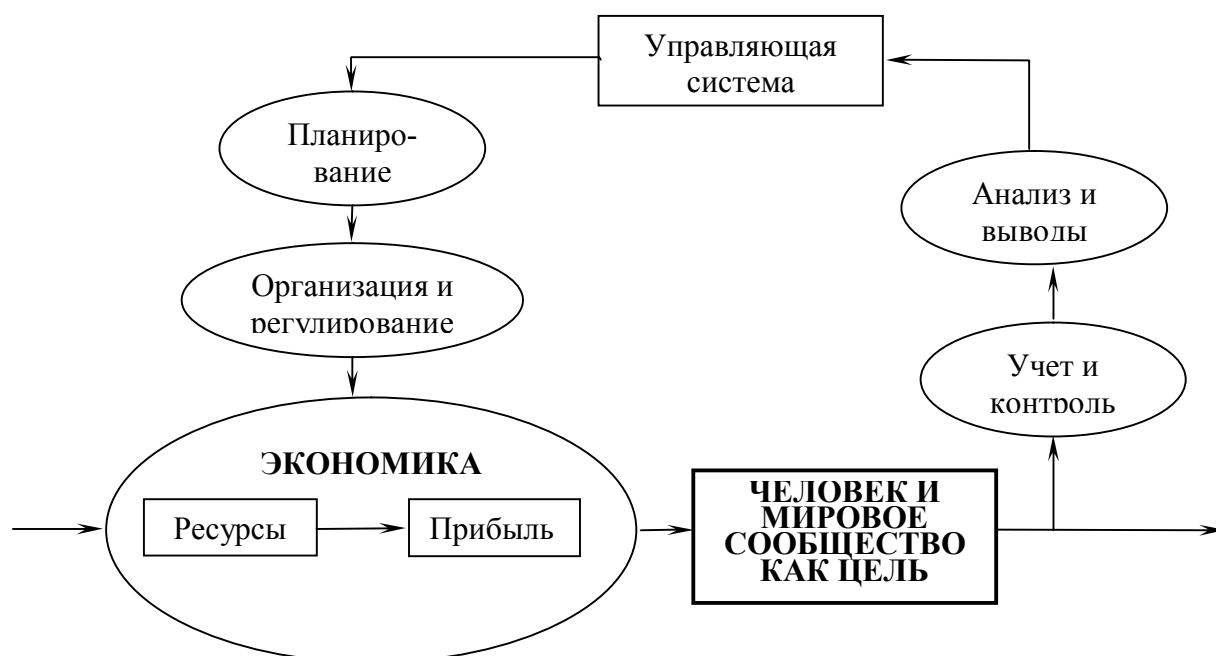 Управляющая
система
Планиро-
вание
Анализ и
выводы
Организация и
регулирование
Учет и
контроль
ЭКОНОМИКА
Ресурсы
Прибыль
ЧЕЛОВЕК И
МИРОВОЕ
СООБЩЕСТВО
КАК ЦЕЛЬ